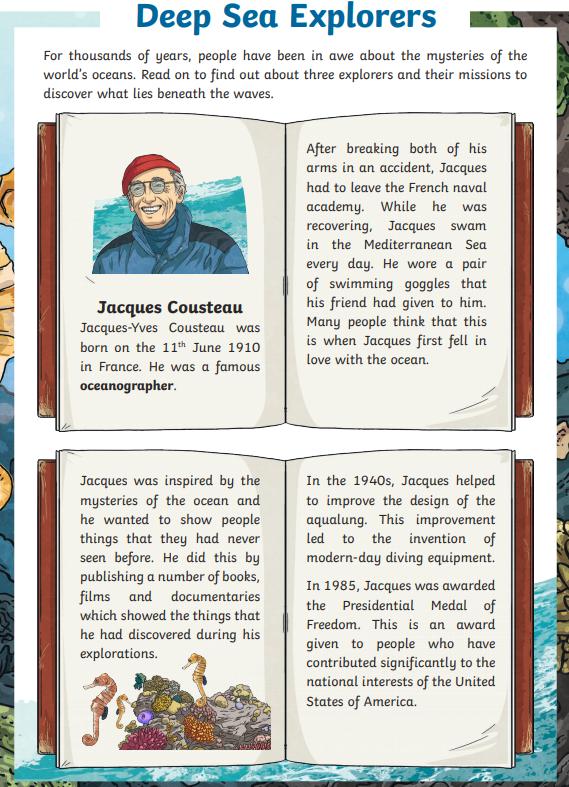 Deep Sea Explorers
For thousands of years, people have been in awe about the mysteries of the
world's oceans. Read on to find out about three explorers and their missions to
discover what lies beneath the waves.
Jacques Cousteau
Jacques-Yves Cousteau was
born on the 11th June 1910
in France. He was a famous
oceanographer.
After breaking both of his
arms in an accident, Jacques
had to leave the French naval
academy. While he was
recovering, Jacques swam
in the Mediterranean Sea
every day. He wore a pair
of swimming goggles that
his friend had given to him.
Many people think that this
is when Jacques first fell in
love with the ocean.
Jacques was inspired by the
mysteries of the ocean and
he wanted to show people
things that they had never
seen before. He did this by
publishing a number of books,
films and documentaries
which showed the things that
he had discovered during his
explorations.
In the 1940s, Jacques helped
to improve the design of the
aqualung. This improvement
led to the invention of
modern-day diving equipment.
In 1985, Jacques was awarded
the Presidential Medal of
Freedom. This is an award
given to people who have
contributed significantly to the
national interests of the United
States of America.